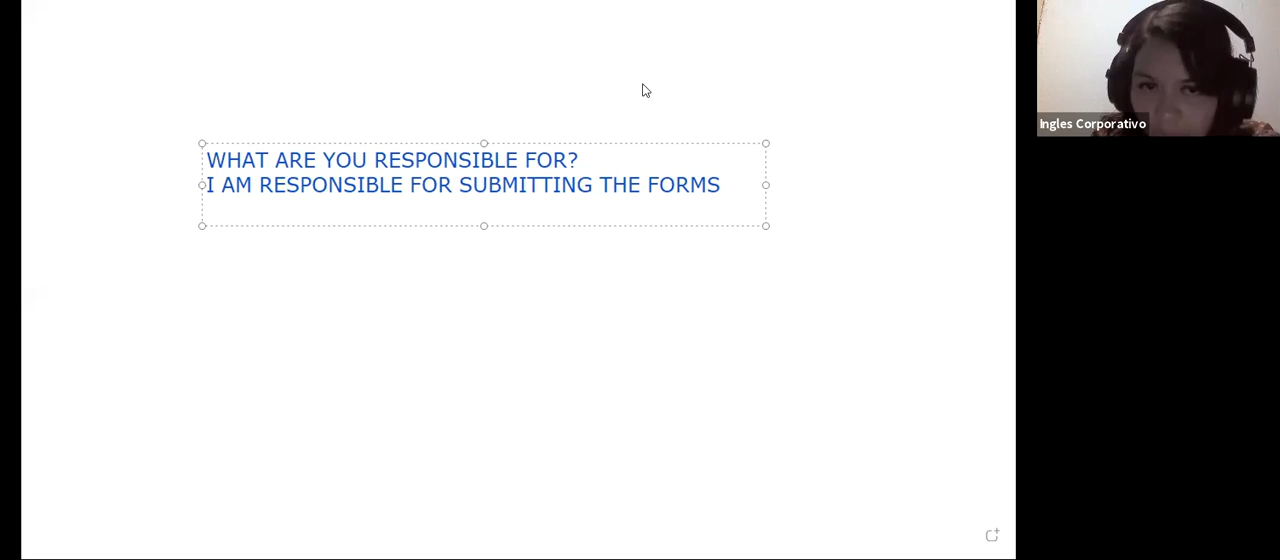 WHAT ARE YOU RESPONSIBLE FOR?
I AM RESPONSIBLE FOR SUBMITTING THE FORMS
Ingles Corporativo